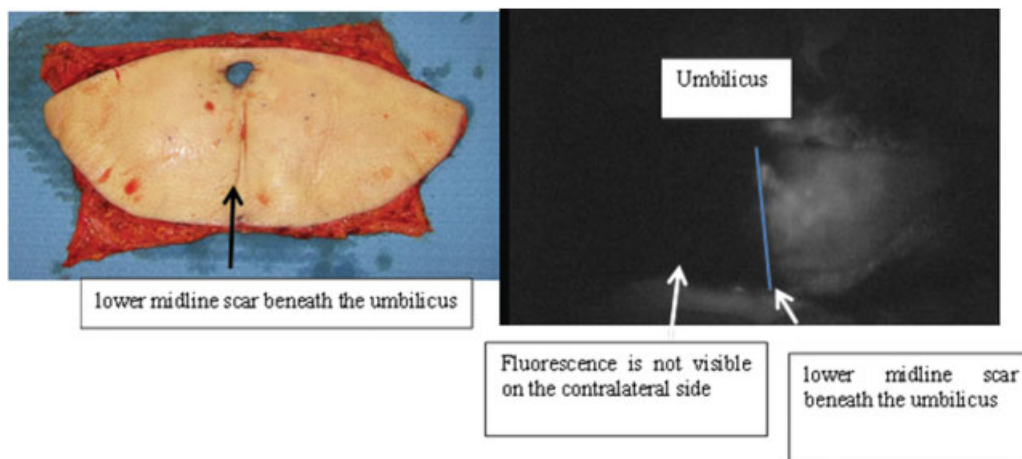 Umbilicus
lower midline scar beneath the umbilicus
Fluorescence is not visible
on the contralateral side
lower midline scar
beneath the umbilicus